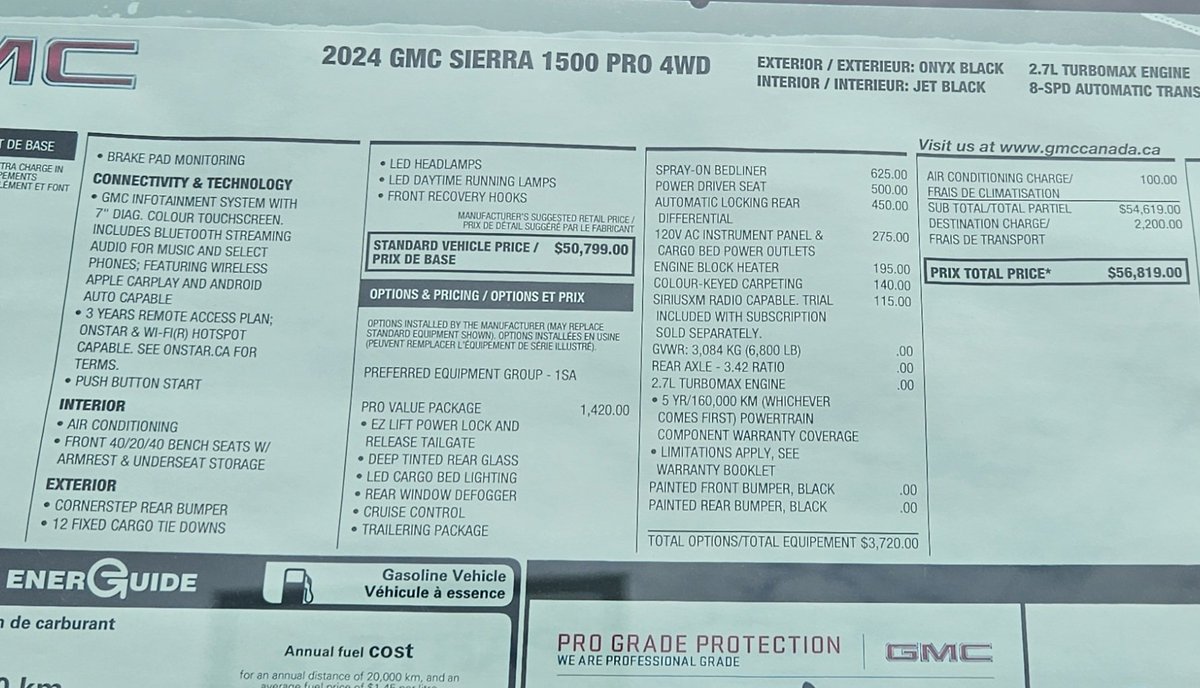 MC
2024 GMC SIERRA 1500 PRO 4WD
EXTERIOR / EXTERIEUR: ONYX BLACK
INTERIOR / INTERIEUR: JET BLACK
2.7L TURBOMAX ENGINE
8-SPD AUTOMATIC TRANS
T DE BASE
TRA CHARGE IN
PEMENTS
LÉMENT ET FONT
• BRAKE PAD MONITORING
CONNECTIVITY & TECHNOLOGY
• GMC INFOTAINMENT SYSTEM WITH
7" DIAG. COLOUR TOUCHSCREEN.
INCLUDES BLUETOOTH STREAMING
AUDIO FOR MUSIC AND SELECT
PHONES; FEATURING WIRELESS
APPLE CARPLAY AND ANDROID
AUTO CAPABLE
• 3 YEARS REMOTE ACCESS PLAN;
ONSTAR & WI-FI(R) HOTSPOT
CAPABLE. SEE ONSTAR.CA FOR
TERMS.
• PUSH BUTTON START
INTERIOR
• AIR CONDITIONING
• FRONT 40/20/40 BENCH SEATS W/
ARMREST & UNDERSEAT STORAGE
EXTERIOR
• CORNERSTEP REAR BUMPER
• 12 FIXED CARGO TIE DOWNS
• LED HEADLAMPS
• LED DAYTIME RUNNING LAMPS
• FRONT RECOVERY HOOKS
MANUFACTURER'S SUGGESTED RETAIL PRICE /
PRIX DE DÉTAIL SUGGÉRÉ PAR LE FABRICANT
STANDARD VEHICLE PRICE / $50,799.00
PRIX DE BASE
OPTIONS & PRICING / OPTIONS ET PRIX
OPTIONS INSTALLED BY THE MANUFACTURER (MAY REPLACE
STANDARD EQUIPMENT SHOWN). OPTIONS INSTALLÉES EN USINE
(PEUVENT REMPLACER L'ÉQUIPEMENT DE SÉRIE ILLUSTRÉ).
PREFERRED EQUIPMENT GROUP - 1SA
PRO VALUE PACKAGE 1,420.00
• EZ LIFT POWER LOCK AND
RELEASE TAILGATE
• DEEP TINTED REAR GLASS
• LED CARGO BED LIGHTING
• REAR WINDOW DEFOGGER
• CRUISE CONTROL
• TRAILERING PACKAGE
SPRAY-ON BEDLINER 625.00
POWER DRIVER SEAT 500.00
AUTOMATIC LOCKING REAR 450.00
DIFFERENTIAL
120V AC INSTRUMENT PANEL & 275.00
CARGO BED POWER OUTLETS
ENGINE BLOCK HEATER 195.00
COLOUR-KEYED CARPETING 140.00
SIRIUSXM RADIO CAPABLE. TRIAL 115.00
INCLUDED WITH SUBSCRIPTION
SOLD SEPARATELY.
GVWR: 3,084 KG (6,800 LB) .00
REAR AXLE - 3.42 RATIO .00
2.7L TURBOMAX ENGINE .00
• 5 YR/160,000 KM (WHICHEVER
COMES FIRST) POWERTRAIN
COMPONENT WARRANTY COVERAGE
• LIMITATIONS APPLY, SEE
WARRANTY BOOKLET
PAINTED FRONT BUMPER, BLACK .00
PAINTED REAR BUMPER, BLACK .00
TOTAL OPTIONS/TOTAL EQUIPEMENT $3,720.00
Visit us at www.gmccanada.ca
AIR CONDITIONING CHARGE/ 100.00
FRAIS DE CLIMATISATION
SUB TOTAL/TOTAL PARTIEL $54,619.00
DESTINATION CHARGE/ 2,200.00
FRAIS DE TRANSPORT
PRIX TOTAL PRICE* $56,819.00
ENERGUIDE
Gasoline Vehicle
Véhicule à essence
n de carburant
Annual fuel cost
for an annual distance of 20,000 km, and an
average fuel price of $1.45 per litre
0 km
PRO GRADE PROTECTION
WE ARE PROFESSIONAL GRADE
GMC